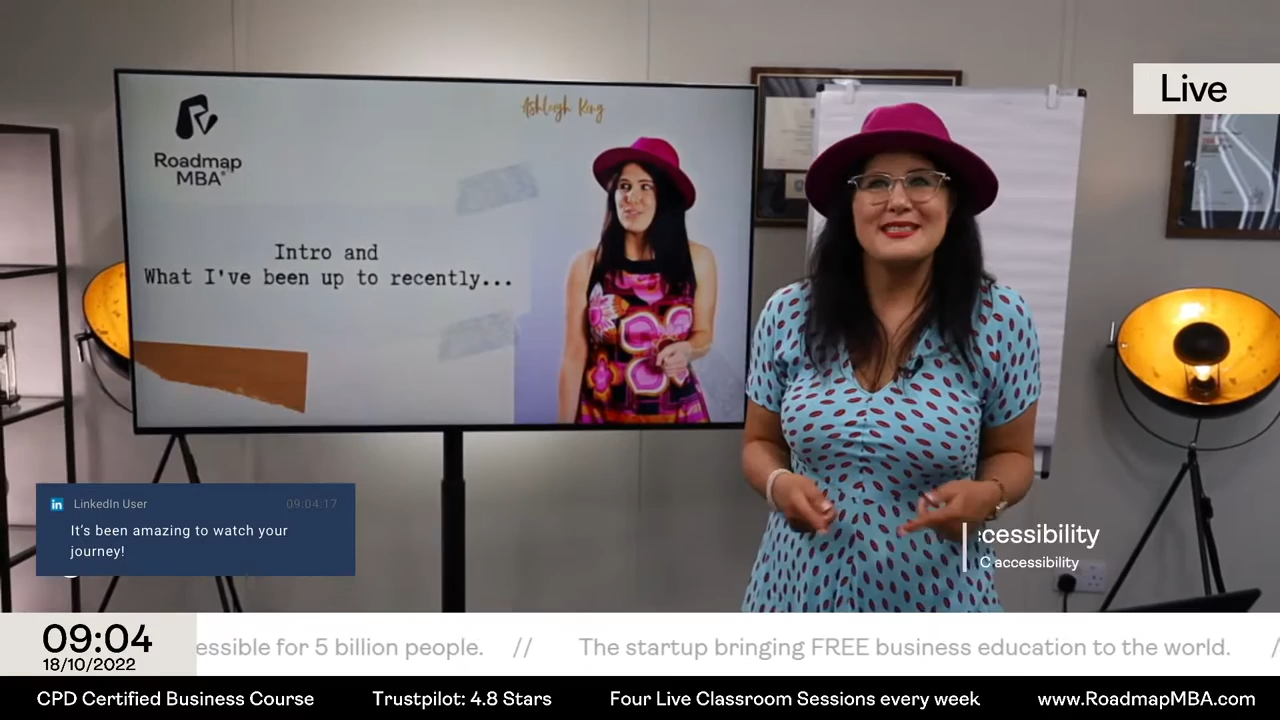 Live
Ashleigh King
Roadmap
MBA®
Intro and
What I've been up to recently...
in LinkedIn User 09:04:17
It's been amazing to watch your
journey!
cessibility
C accessibility
09:04
18/10/2022
essible for 5 billion people. // The startup bringing FREE business education to the world. /
CPD Certified Business Course Trustpilot: 4.8 Stars Four Live Classroom Sessions every week www.RoadmapMBA.com